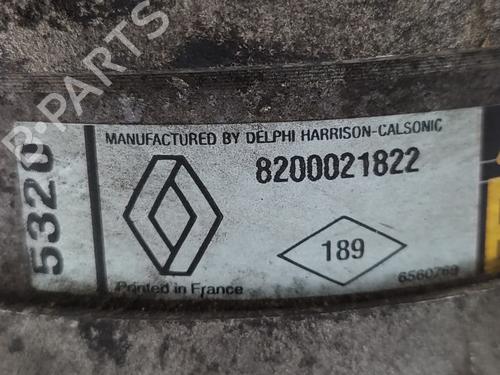 B-PARTS
MANUFACTURED BY DELPHI HARRISON-CALSONIC
5320
8200021822
189
6560769
Printed in France